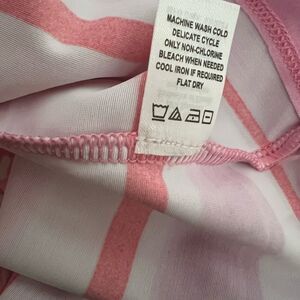 MACHINE WASH COLD
DELICATE CYCLE
ONLY NON-CHLORINE
BLEACH WHEN NEEDED
COOL IRON IF REQUIRED
FLAT DRY